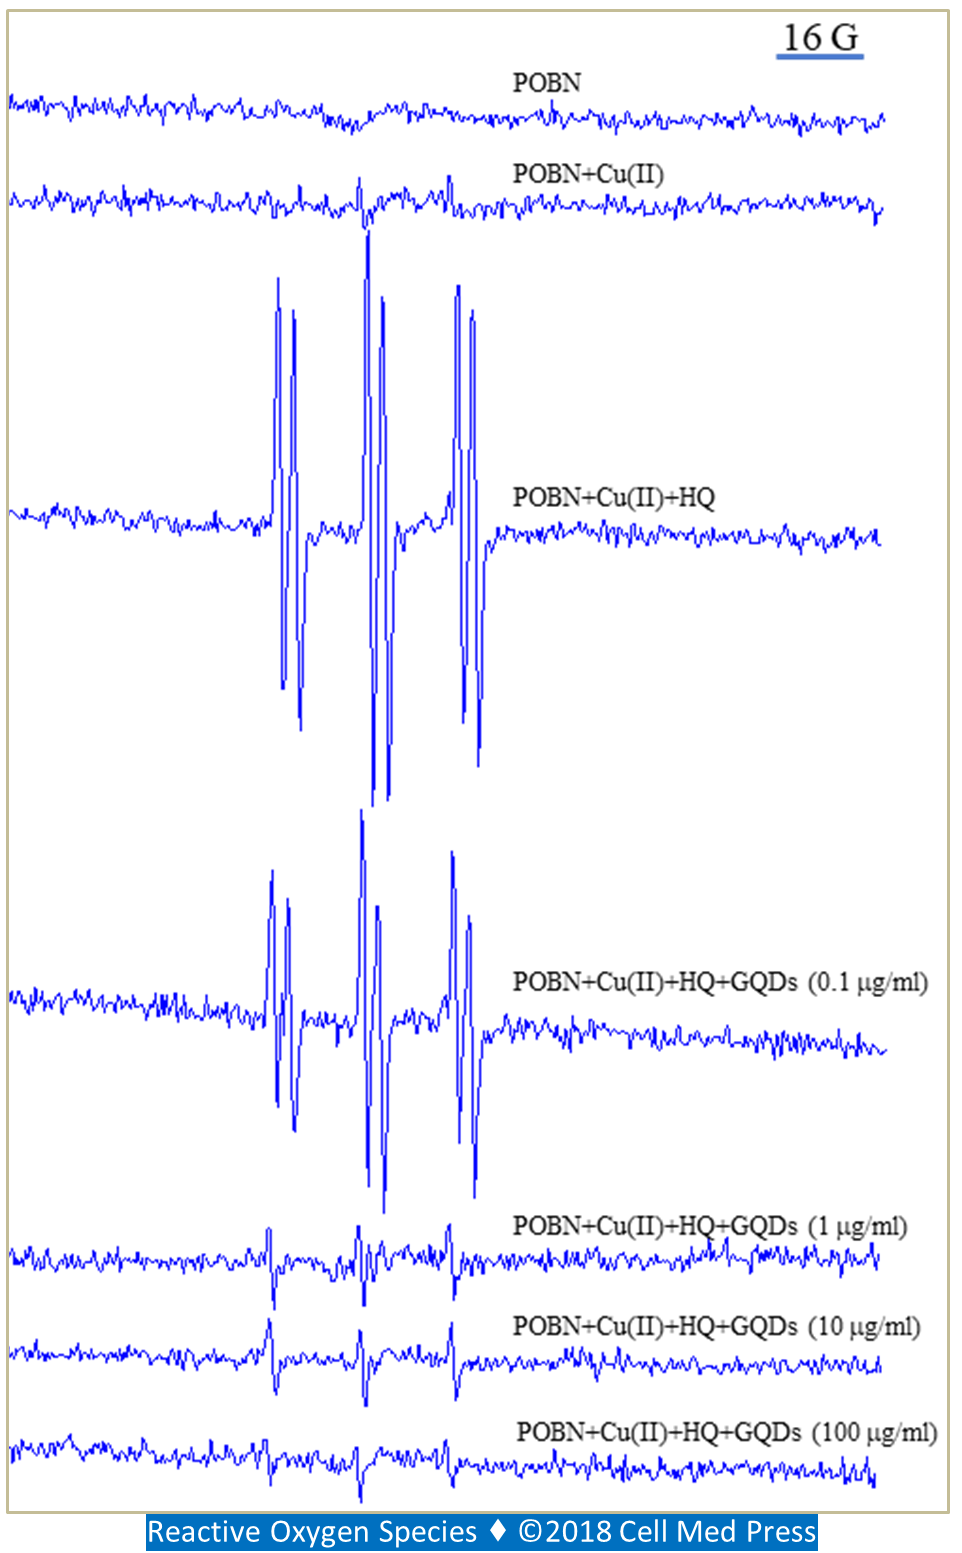 16 G
POBN
POBN+Cu(II)
POBN+Cu(II)+HQ
POBN+Cu(II)+HQ+GQDs (0.1 µg/ml)
POBN+Cu(II)+HQ+GQDs (1 µg/ml)
POBN+Cu(II)+HQ+GQDs (10 µg/ml)
POBN+Cu(II)+HQ+GQDs (100 µg/ml)
Reactive Oxygen Species ♦ ©2018 Cell Med Press